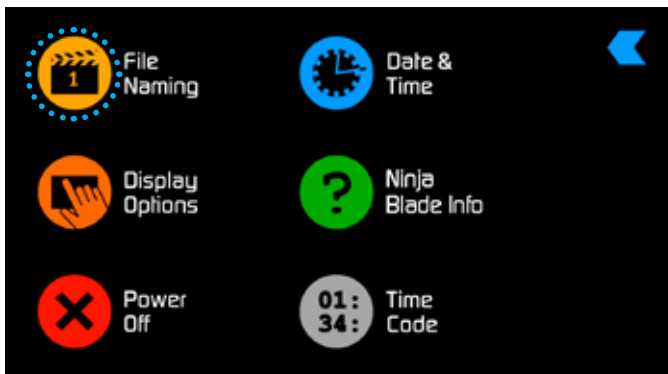 1
File
Naming
Date &
Time
Display
Options
?
Ninja
Blade Info
Power
Off
01:
34:
Time
Code